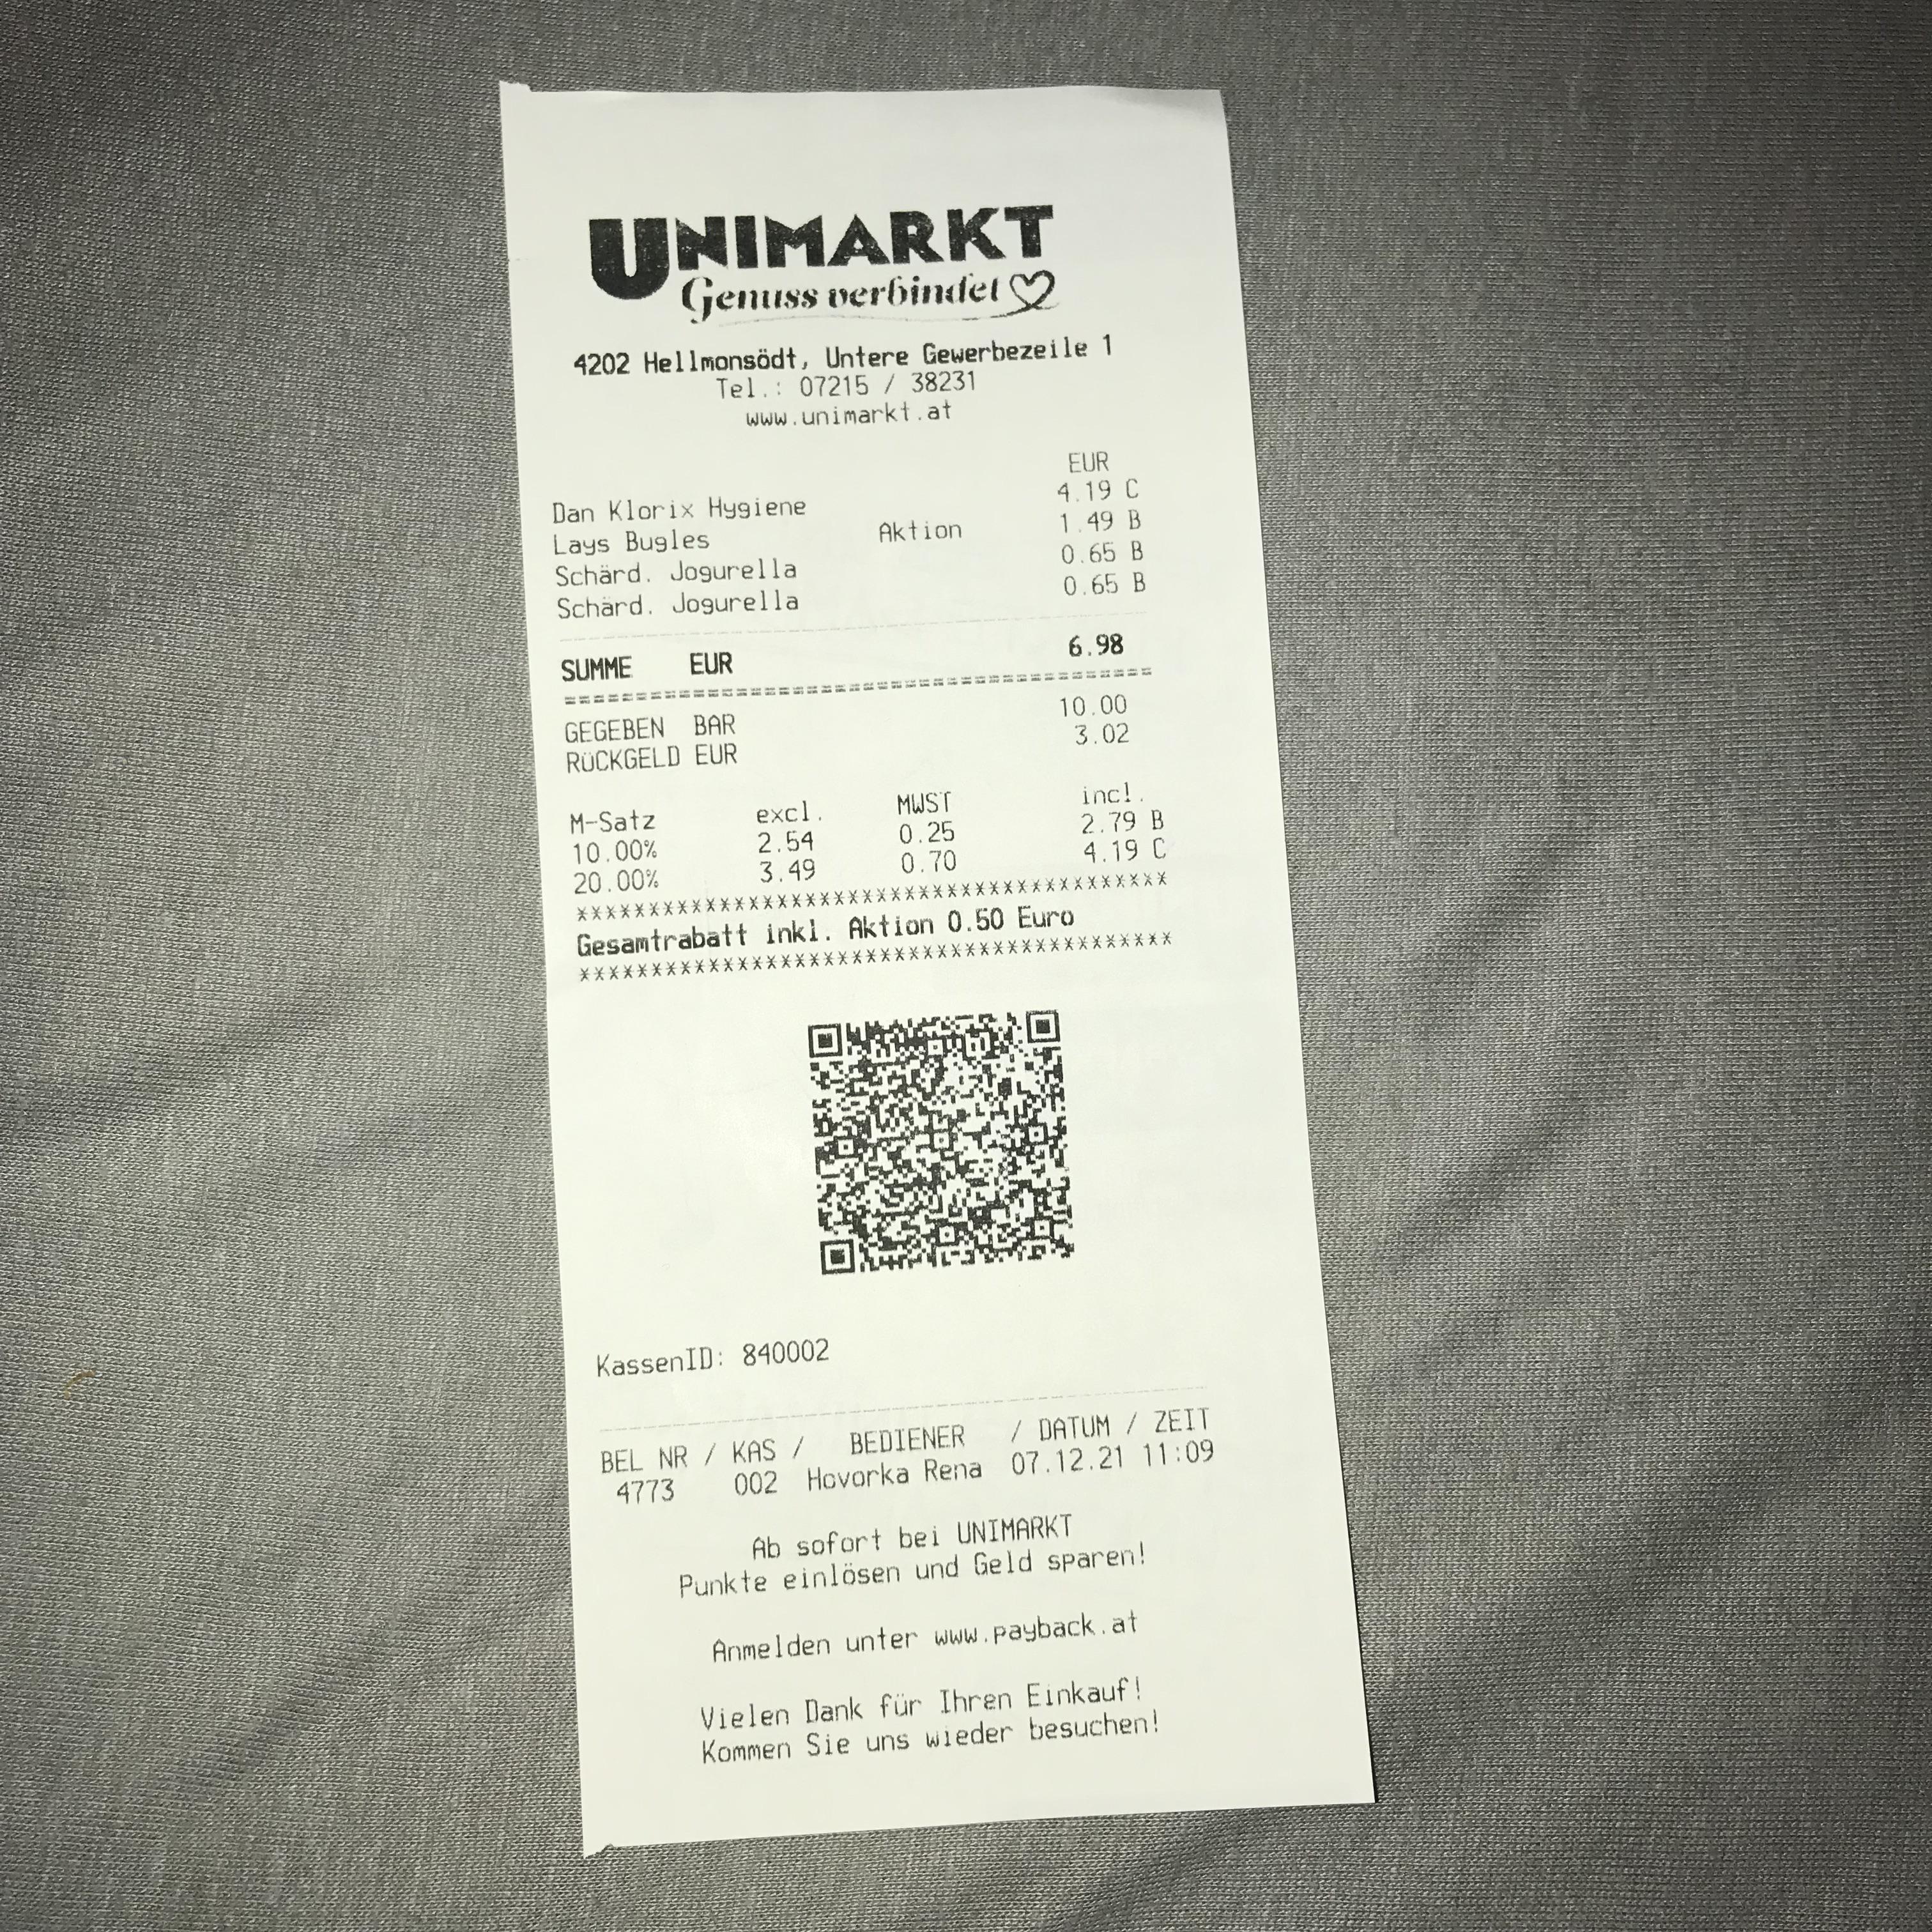 UNIMARKT
Genuss verbindet
4202 Hellmonsödt, Untere Gewerbezeile 1
Tel.: 07215 / 38231
www.unimarkt.at
EUR
Dan Klorix Hygiene 4.19 C
Lays Bugles Aktion 1.49 B
Schärd. Jogurella 0.65 B
Schärd. Jogurella 0.65 B
SUMME EUR 6.98
========================================
GEGEBEN BAR 10.00
RÜCKGELD EUR 3.02
M-Satz excl. MWST incl.
10.00% 2.54 0.25 2.79 B
20.00% 3.49 0.70 4.19 C
*****************************************
Gesamtrabatt inkl. Aktion 0.50 Euro
*****************************************
KassenID: 840002
BEL NR / KAS / BEDIENER / DATUM / ZEIT
4773 002 Hovorka Rena 07.12.21 11:09
Ab sofort bei UNIMARKT
Punkte einlösen und Geld sparen!
Anmelden unter www.payback.at
Vielen Dank für Ihren Einkauf!
Kommen Sie uns wieder besuchen!